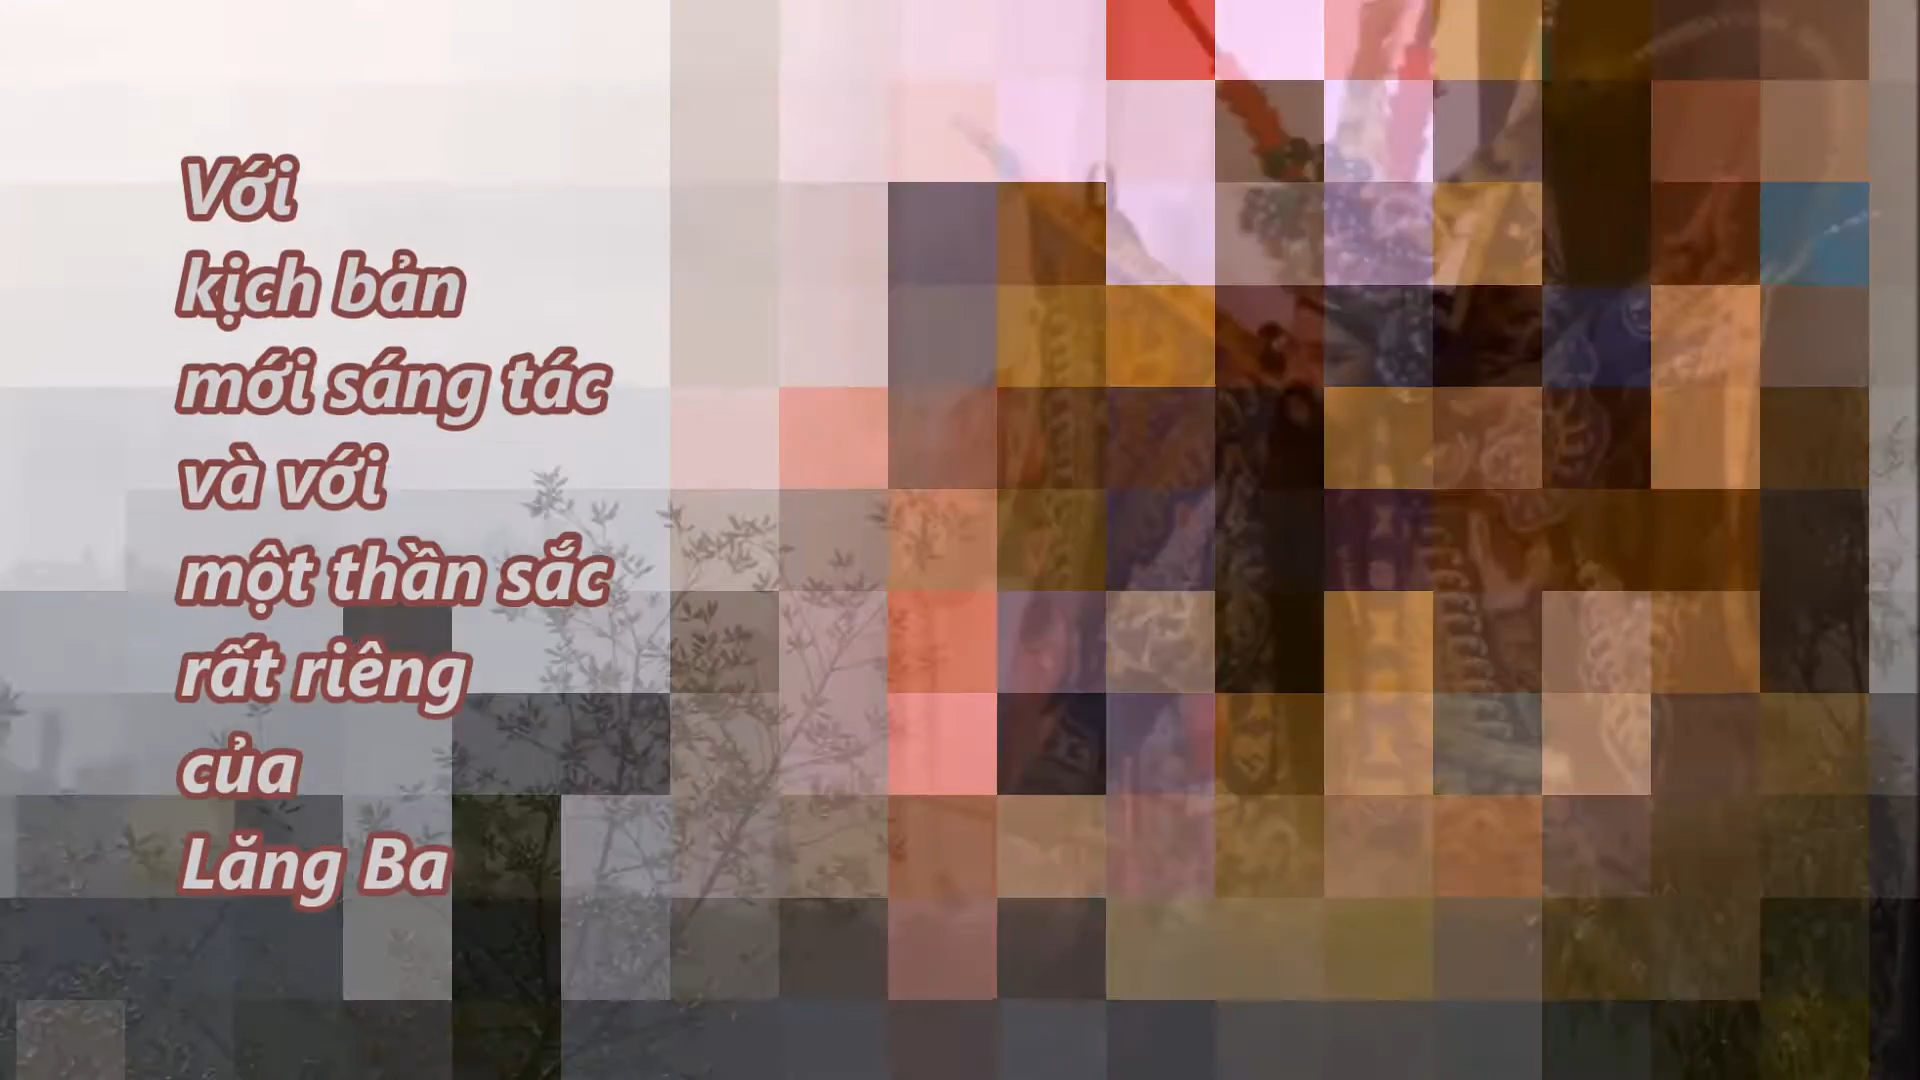 Với
kịch bản
mới sáng tác
và với
một thần sắc
rất riêng
của
Lăng Ba